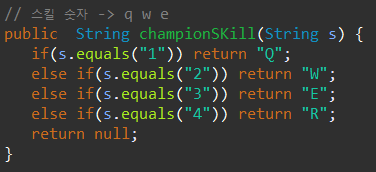 // 스킬 숫자 -> q w e
public  String championSKill(String s) {
   if(s.equals("1")) return "Q";
   else if(s.equals("2")) return "W";
   else if(s.equals("3")) return "E";
   else if(s.equals("4")) return "R";
   return null;
}